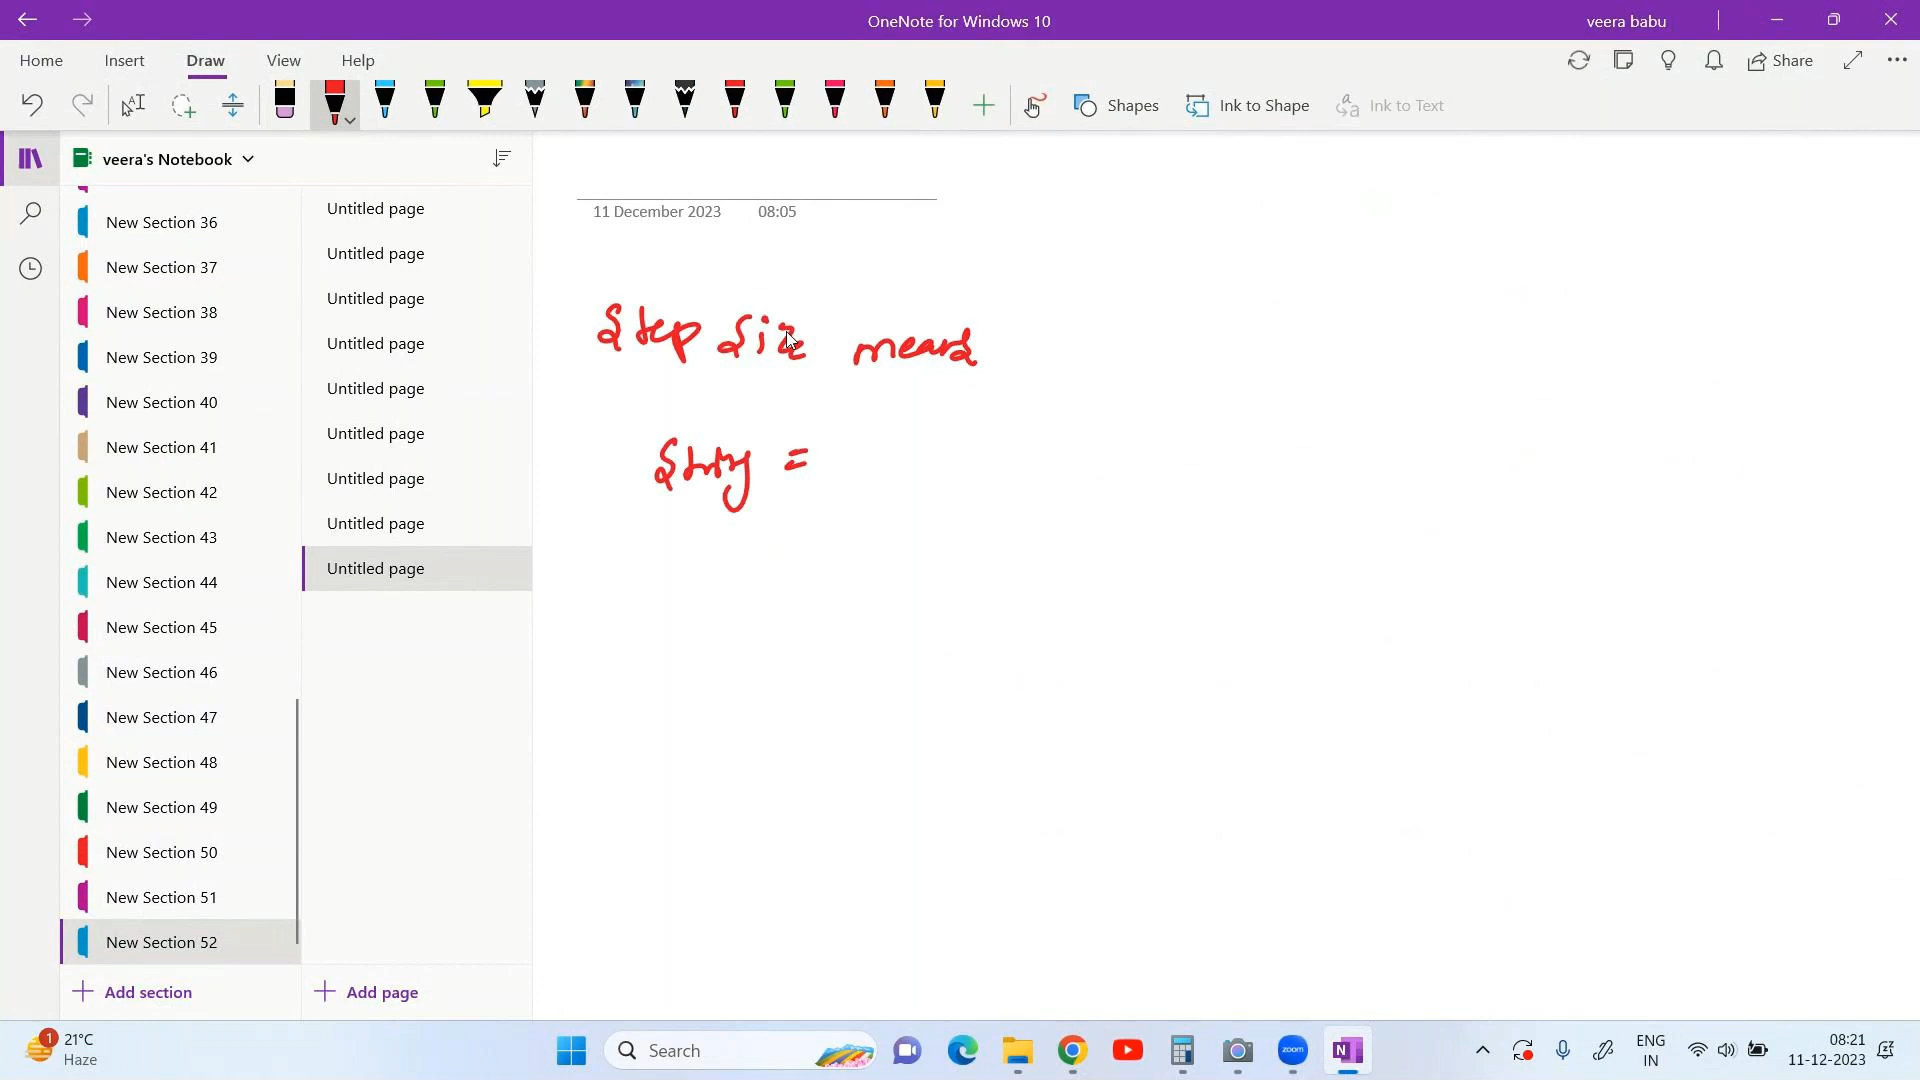 OneNote for Windows 10
veera babu
Home Insert Draw View Help
Share
Shapes Ink to Shape Ink to Text
veera's Notebook
New Section 36
New Section 37
New Section 38
New Section 39
New Section 40
New Section 41
New Section 42
New Section 43
New Section 44
New Section 45
New Section 46
New Section 47
New Section 48
New Section 49
New Section 50
New Section 51
New Section 52
Add section
Untitled page
Untitled page
Untitled page
Untitled page
Untitled page
Untitled page
Untitled page
Untitled page
Untitled page
Add page
11 December 2023 08:05
Step Siz means
String =
1
21°C
Haze
Search
zoom
N
ENG
IN
08:21
11-12-2023